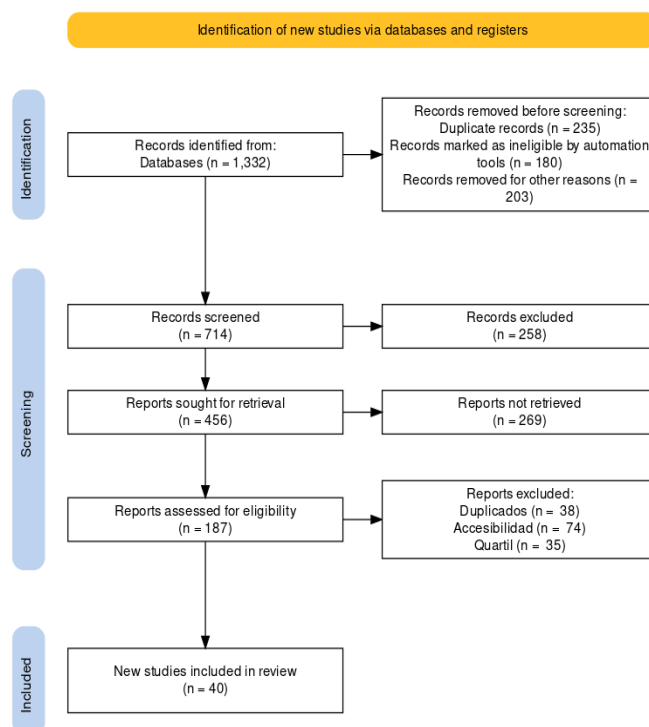 Identification of new studies via databases and registers
Identification
Records identified from:
Databases (n = 1,332)
Records removed before screening:
Duplicate records (n = 235)
Records marked as ineligible by automation
tools (n = 180)
Records removed for other reasons (n =
203)
Screening
Records screened
(n = 714)
Records excluded
(n = 258)
Reports sought for retrieval
(n = 456)
Reports not retrieved
(n = 269)
Reports assessed for eligibility
(n = 187)
Reports excluded:
Duplicados (n = 38)
Accesibilidad (n = 74)
Quartil (n = 35)
Included
New studies included in review
(n = 40)